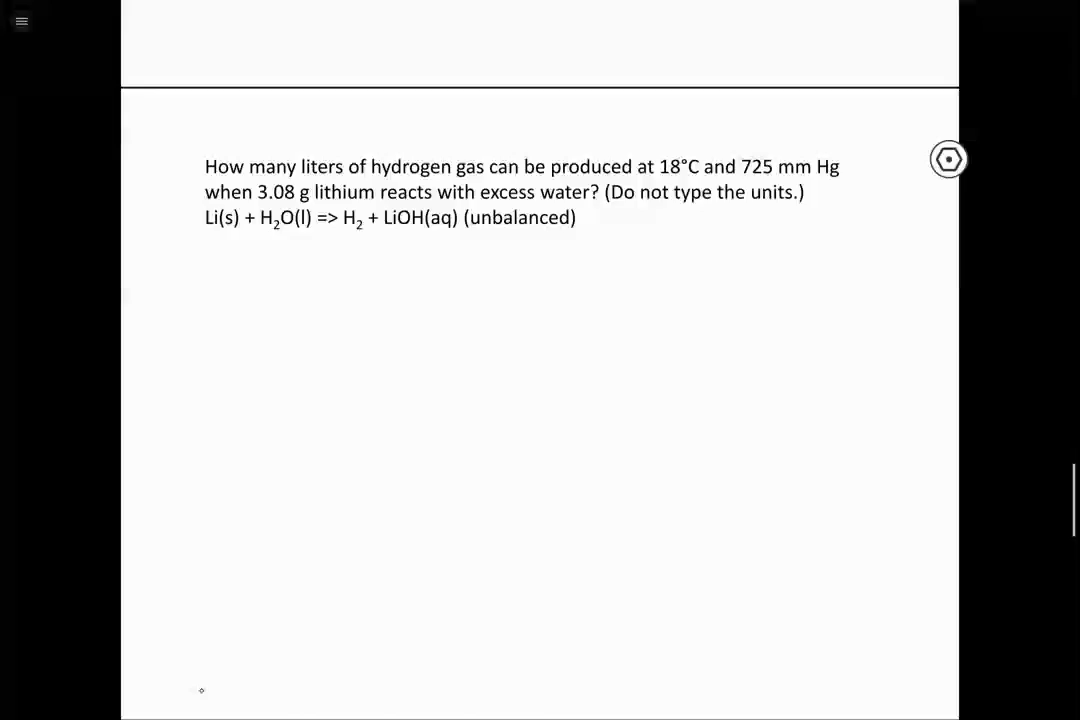 How many liters of hydrogen gas can be produced at 18°C and 725 mm Hg
when 3.08 g lithium reacts with excess water? (Do not type the units.)
Li(s) + H₂O(l) => H₂ + LiOH(aq) (unbalanced)